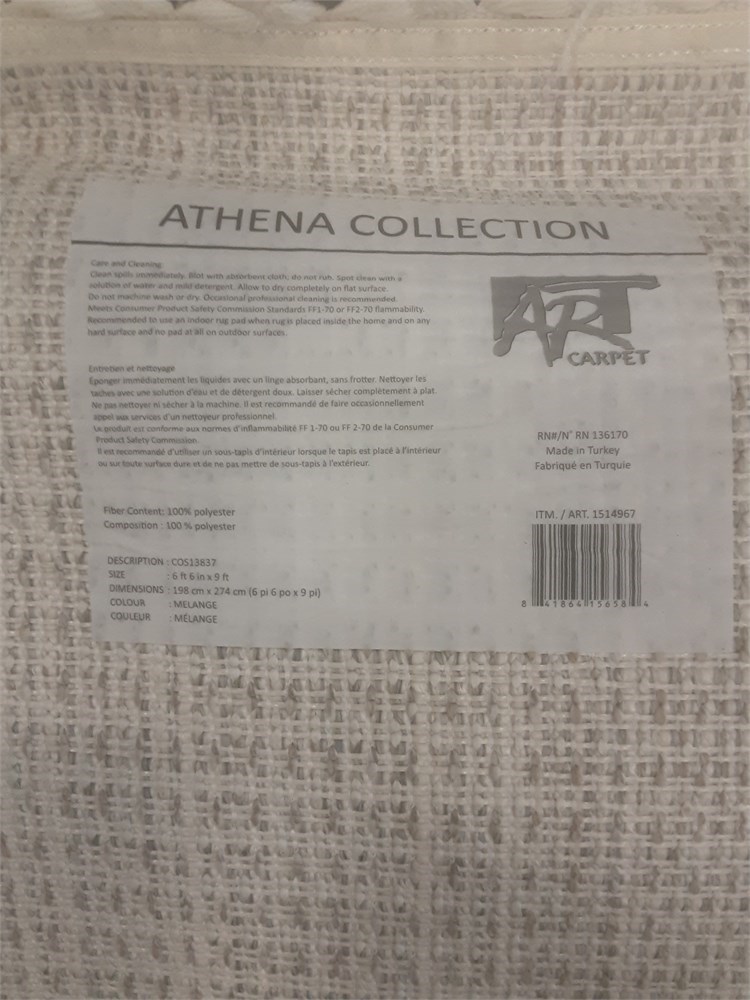 ATHENA COLLECTION
Care and Cleaning
Clean spills immediately. Blot with absorbent cloth; do not rub. Spot clean with a
solution of water and mild detergent. Allow to dry completely on flat surface.
Do not machine wash or dry. Occasional professional cleaning is recommended.
Meets Consumer Product Safety Commission Standards FF1-70 or FF2-70 flammability.
Recommended to use an indoor rug pad when rug is placed inside the home and on any
hard surface and no pad at all on outdoor surfaces.
Entretien et nettoyage
Éponger immédiatement les liquides avec un linge absorbant, sans frotter. Nettoyer les
taches avec une solution d'eau et de détergent doux. Laisser sécher complètement à plat.
Ne pas nettoyer ni sécher à la machine. Il est recommandé de faire occasionnellement
appel aux services d'un nettoyeur professionnel.
Le produit est conforme aux normes d'inflammabilité FF 1-70 ou FF 2-70 de la Consumer
Product Safety Commission.
Il est recommandé d'utiliser un sous-tapis d'intérieur lorsque le tapis est placé à l'intérieur
ou sur toute surface dure et de ne pas mettre de sous-tapis à l'extérieur.
Fiber Content: 100% polyester
Composition : 100 % polyester
DESCRIPTION : COS13837
SIZE : 6 ft 6 in x 9 ft
DIMENSIONS : 198 cm x 274 cm (6 pi 6 po x 9 pi)
COLOUR : MELANGE
COULEUR : MÉLANGE
ART
CARPET
RN#/N° RN 136170
Made in Turkey
Fabriqué en Turquie
ITM. / ART. 1514967
8 41864 15658 4